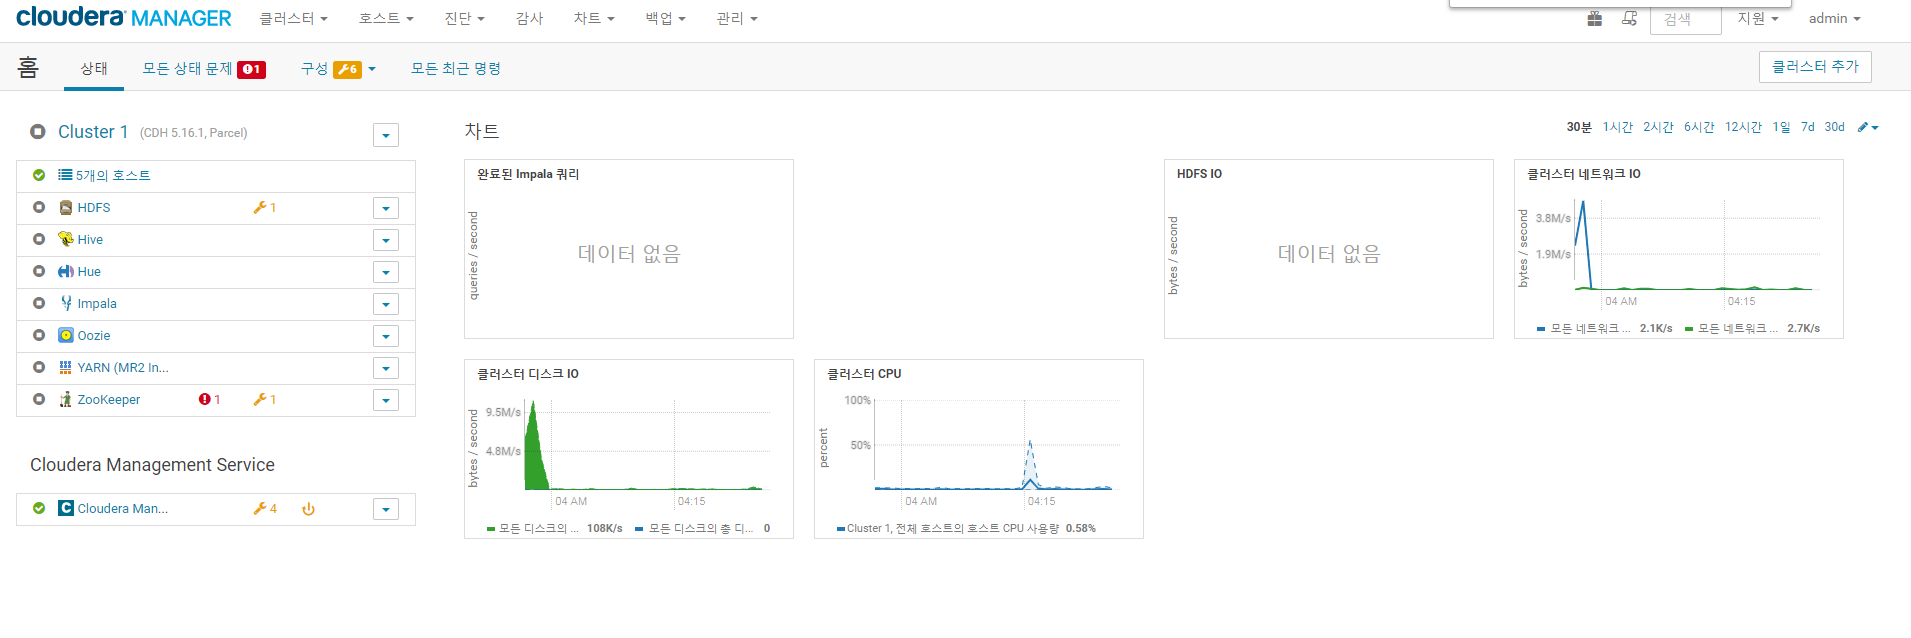 cloudera MANAGER 클러스터 호스트 진단 감사 차트 백업 관리 검색 지원 admin
홈 상태 모든 상태 문제 1 구성 6 모든 최근 명령 클러스터 추가
Cluster 1 (CDH 5.16.1, Parcel)
5개의 호스트
HDFS 1
Hive
Hue
Impala
Oozie
YARN (MR2 In...
ZooKeeper 1 1
Cloudera Management Service
C Cloudera Man... 4
차트
30분 1시간 2시간 6시간 12시간 1일 7d 30d
완료된 Impala 쿼리
queries / second
데이터 없음
HDFS IO
bytes / second
데이터 없음
클러스터 네트워크 IO
bytes / second
3.8M/s
1.9M/s
04 AM 04:15
모든 네트워크 ... 2.1K/s 모든 네트워크 ... 2.7K/s
클러스터 디스크 IO
bytes / second
9.5M/s
4.8M/s
04 AM 04:15
모든 디스크의 ... 108K/s 모든 디스크의 총 디... 0
클러스터 CPU
percent
100%
50%
04 AM 04:15
Cluster 1, 전체 호스트의 호스트 CPU 사용량 0.58%